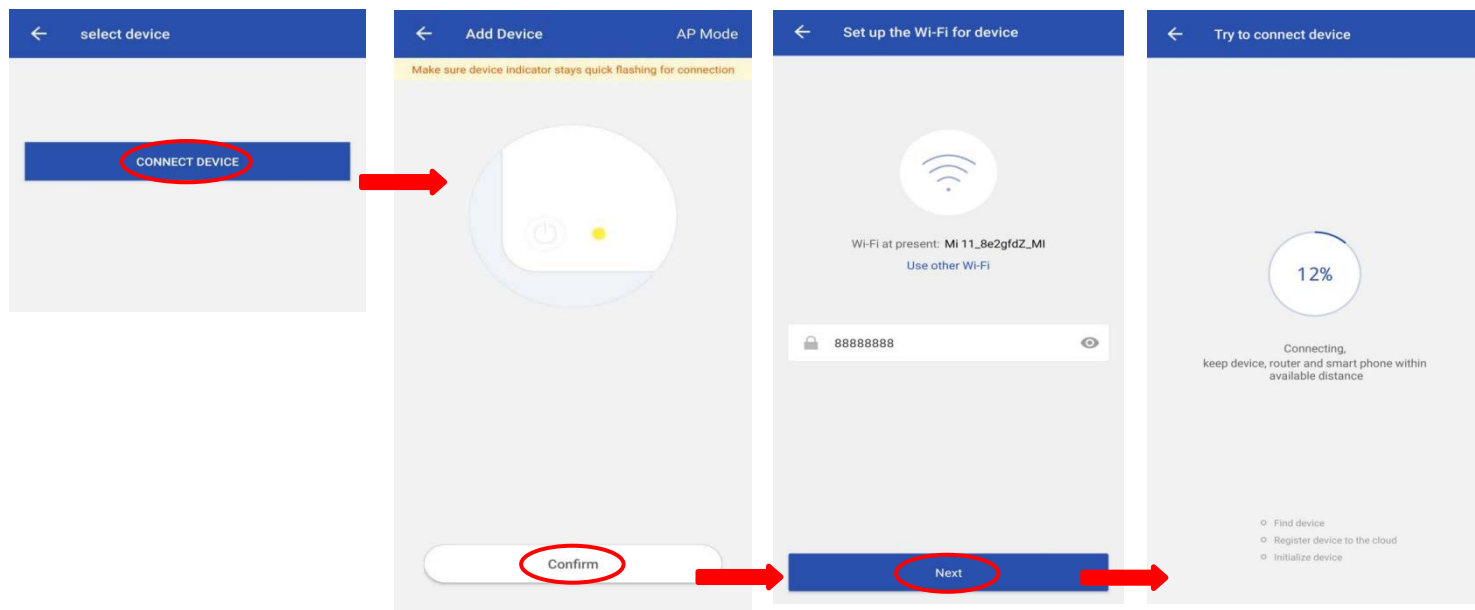 select device
CONNECT DEVICE
Add Device
AP Mode
Make sure device indicator stays quick flashing for connection
Confirm
Set up the Wi-Fi for device
Wi-Fi at present: Mi 11_8e2gfdZ_MI
Use other Wi-Fi
88888888
Next
Try to connect device
12%
Connecting,
keep device, router and smart phone within
available distance
Find device
Register device to the cloud
Initialize device